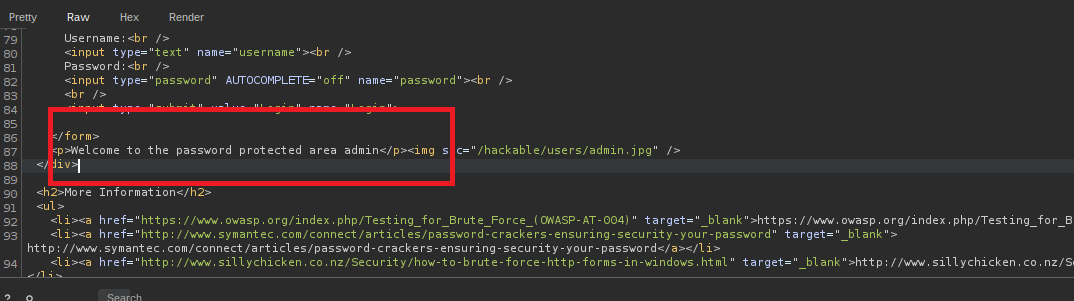 Pretty Raw Hex Render
79 Username:<br />
80 <input type="text" name="username"><br />
81 Password:<br />
82 <input type="password" AUTOCOMPLETE="off" name="password"><br />
83 <br />
84 <input type="submit" value="Login" name="Login">
85
86 </form>
87 <p>Welcome to the password protected area admin</p><img src="/hackable/users/admin.jpg" />
88 </div>
89
90 <h2>More Information</h2>
91 <ul>
92 <li><a href="https://www.owasp.org/index.php/Testing_for_Brute_Force_(OWASP-AT-004)" target="_blank">https://www.owasp.org/index.php/Testing_for_B
93 <li><a href="http://www.symantec.com/connect/articles/password-crackers-ensuring-security-your-password" target="_blank">
http://www.symantec.com/connect/articles/password-crackers-ensuring-security-your-password</a></li>
94 <li><a href="http://www.sillychicken.co.nz/Security/how-to-brute-force-http-forms-in-windows.html" target="_blank">http://www.sillychicken.co.nz/Sec
</li>
Search